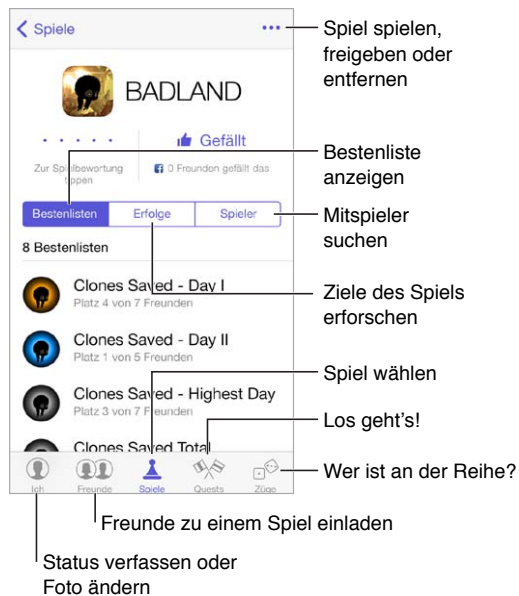 Spiele
•••
BADLAND
Gefällt
Zur Spielbewertung
tippen
0 Freunden gefällt das
Bestenlisten
Erfolge
Spieler
8 Bestenlisten
Clones Saved - Day I
Platz 4 von 7 Freunden
Clones Saved - Day II
Platz 1 von 5 Freunden
Clones Saved - Highest Day
Platz 3 von 7 Freunden
Clones Saved Total
Ich
Freunde
Spiele
Quests
Züge
Spiel spielen,
freigeben oder
entfernen
Bestenliste
anzeigen
Mitspieler
suchen
Ziele des Spiels
erforschen
Spiel wählen
Los geht's!
Wer ist an der Reihe?
Freunde zu einem Spiel einladen
Status verfassen oder
Foto ändern